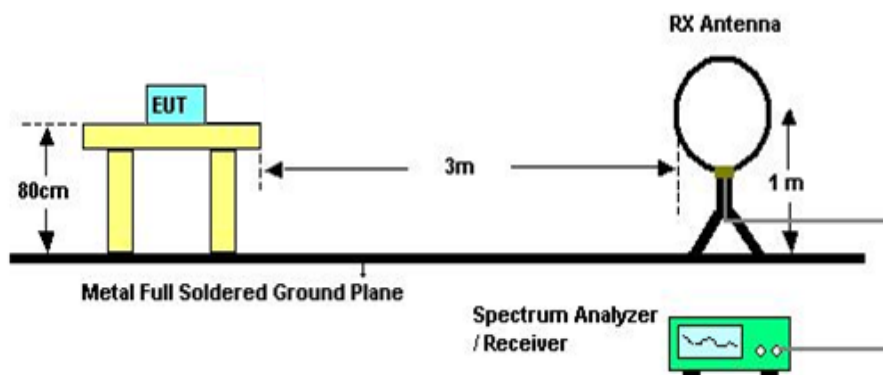 RX Antenna
EUT
3m
80cm
1 m
Metal Full Soldered Ground Plane
Spectrum Analyzer
/ Receiver